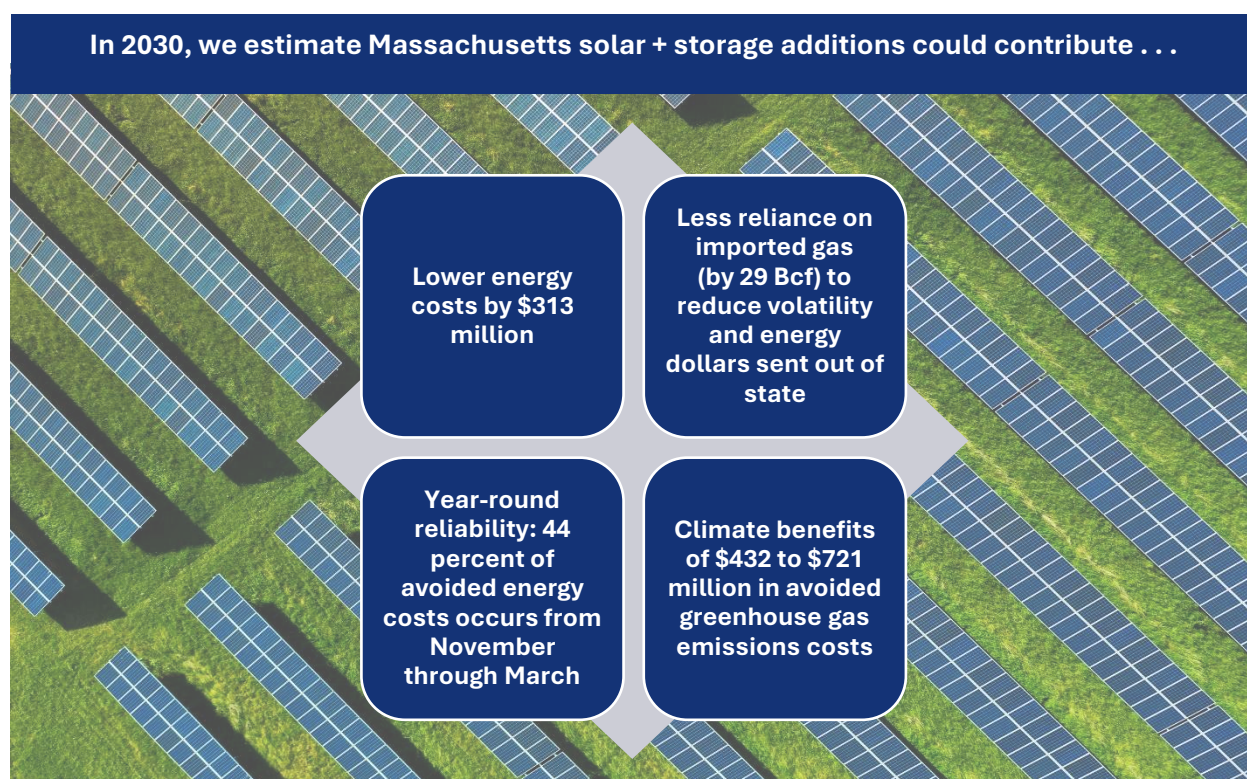 In 2030, we estimate Massachusetts solar + storage additions could contribute . . .
Lower energy
costs by $313
million
Less reliance on
imported gas
(by 29 Bcf) to
reduce volatility
and energy
dollars sent out of
state
Year-round
reliability: 44
percent of
avoided energy
costs occurs from
November
through March
Climate benefits
of $432 to $721
million in avoided
greenhouse gas
emissions costs